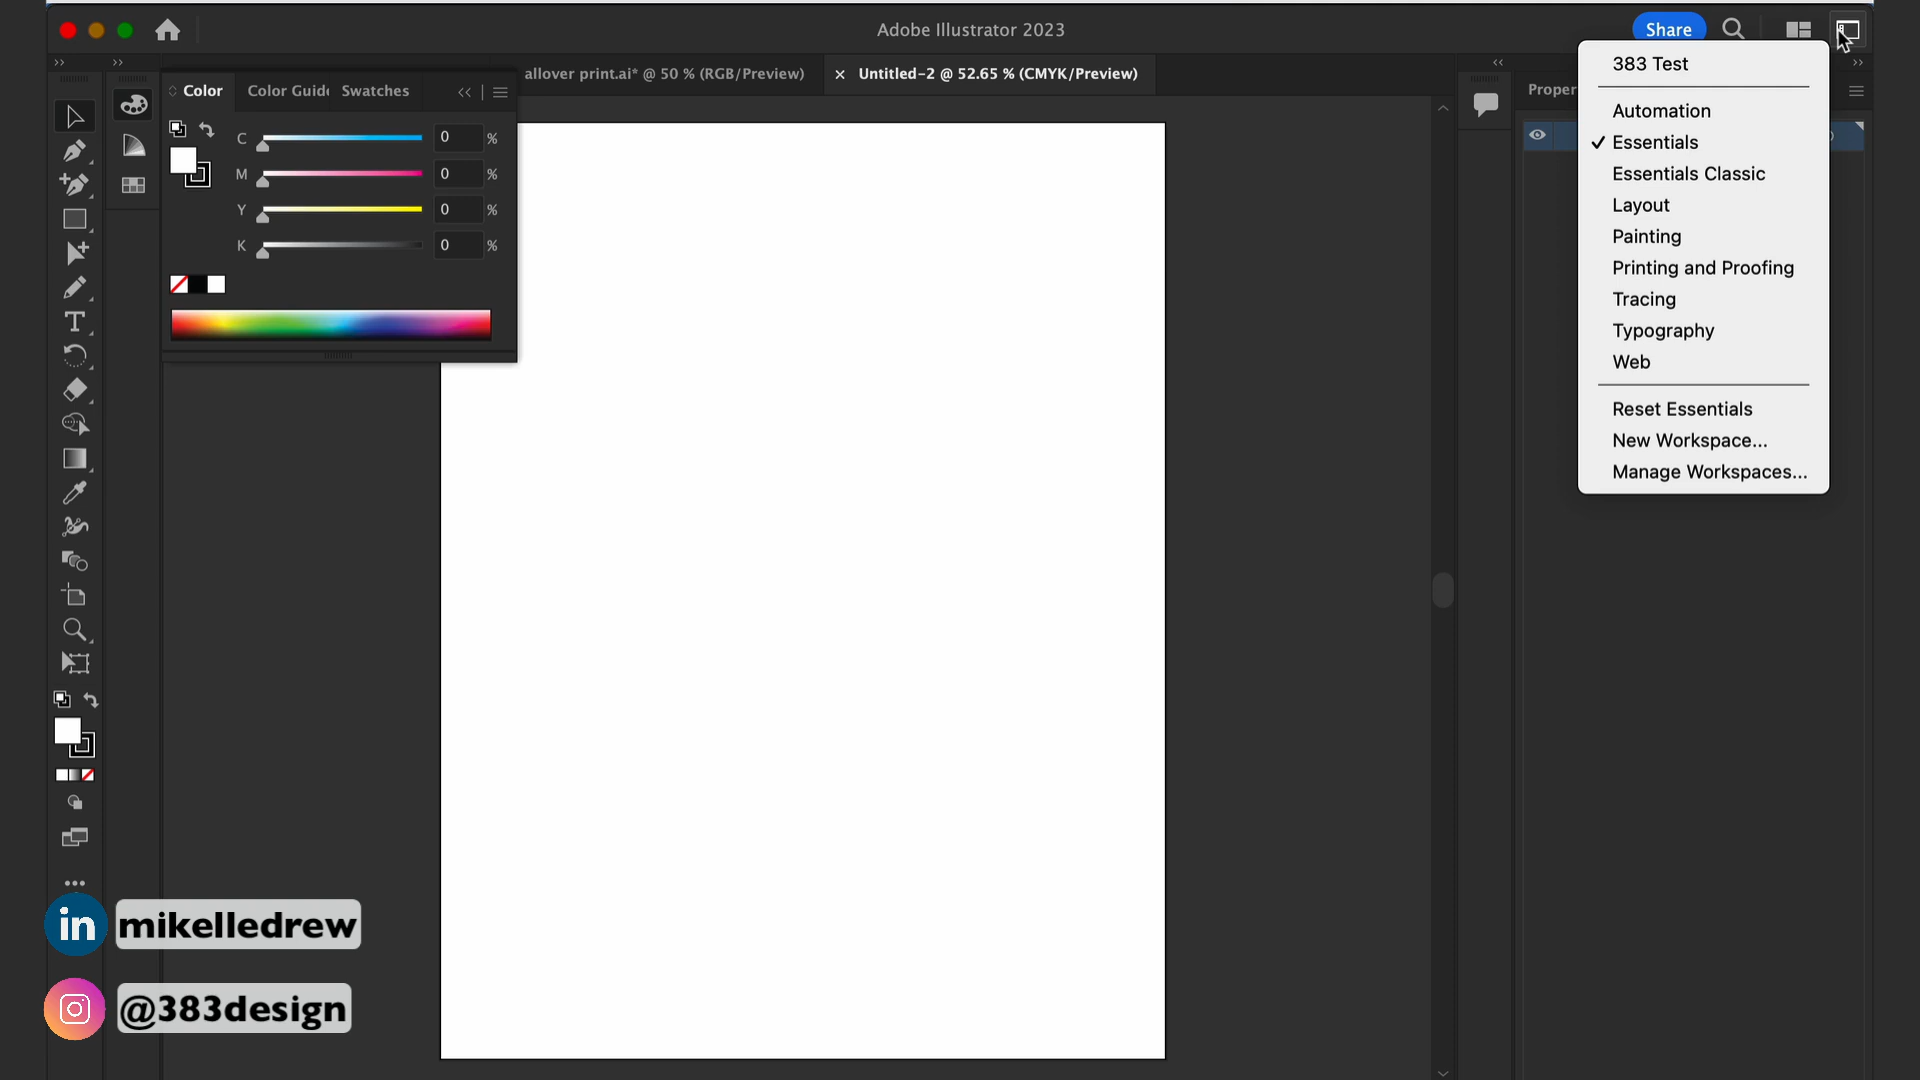 Adobe Illustrator 2023
Share
allover print.ai* @ 50 % (RGB/Preview)
× Untitled-2 @ 52.65 % (CMYK/Preview)
Color
Color Guide
Swatches
C 0 %
M 0 %
Y 0 %
K 0 %
Proper
383 Test
Automation
✓ Essentials
Essentials Classic
Layout
Painting
Printing and Proofing
Tracing
Typography
Web
Reset Essentials
New Workspace...
Manage Workspaces...
in mikelledrew
@383design